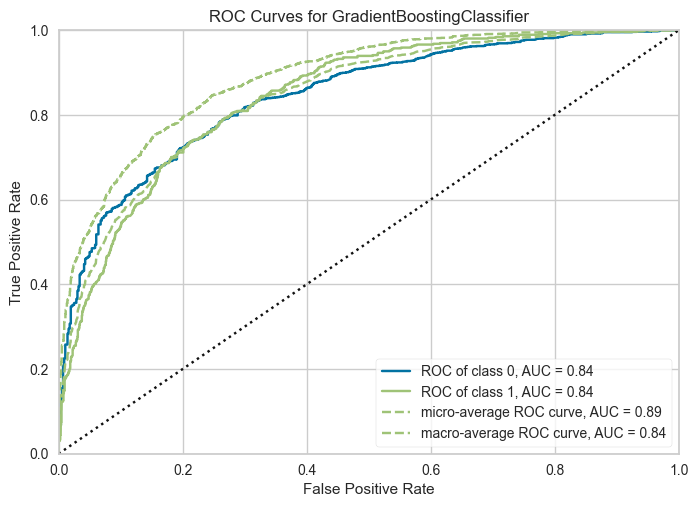 ROC Curves for GradientBoostingClassifier
1.0
0.8
0.6
0.4
0.2
0.0
True Positive Rate
ROC of class 0, AUC = 0.84
ROC of class 1, AUC = 0.84
micro-average ROC curve, AUC = 0.89
macro-average ROC curve, AUC = 0.84
0.0 0.2 0.4 0.6 0.8 1.0
False Positive Rate